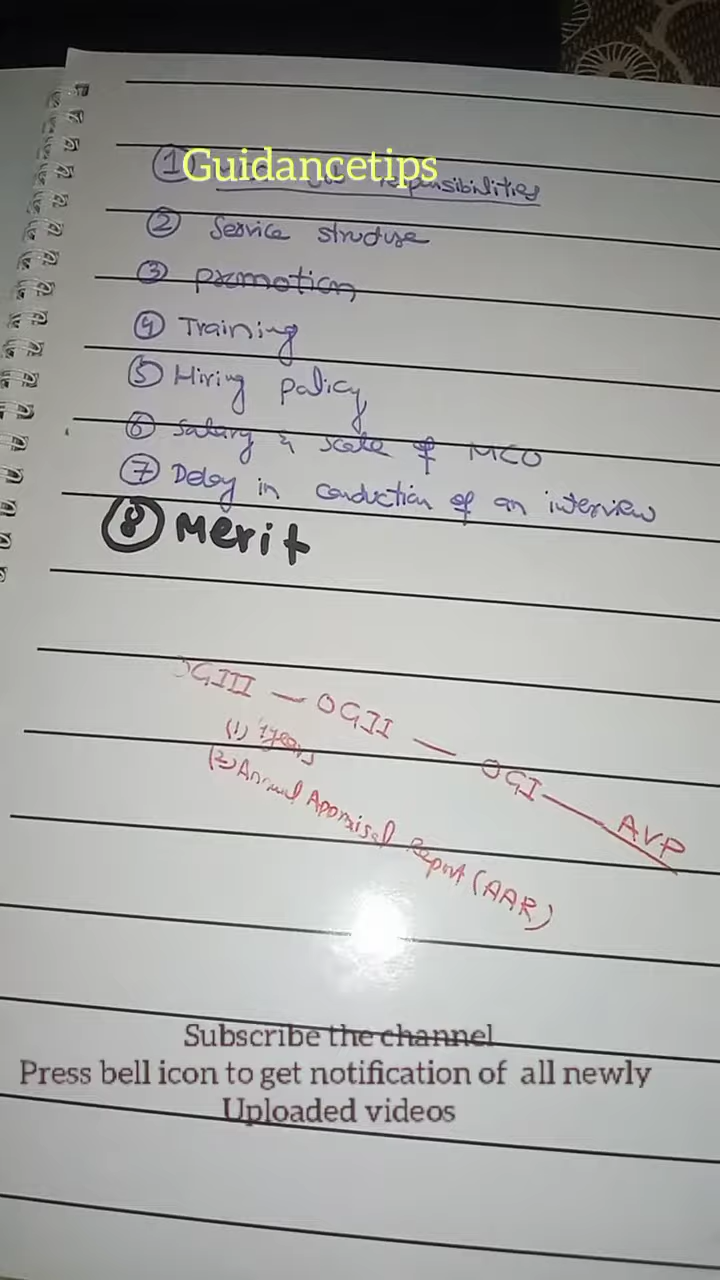 ① Guidancetips responsibilities
② Service structure
③ promotion
④ Training
⑤ Hiring policy
⑥ Salary & scale of MCO
⑦ Delay in conduction of an interview
⑧ Merit
OGIII — OGII — OGI — AVP
(1) years
(2) Annual Appraisal Report (AAR)
Subscribe the channel
Press bell icon to get notification of all newly
Uploaded videos